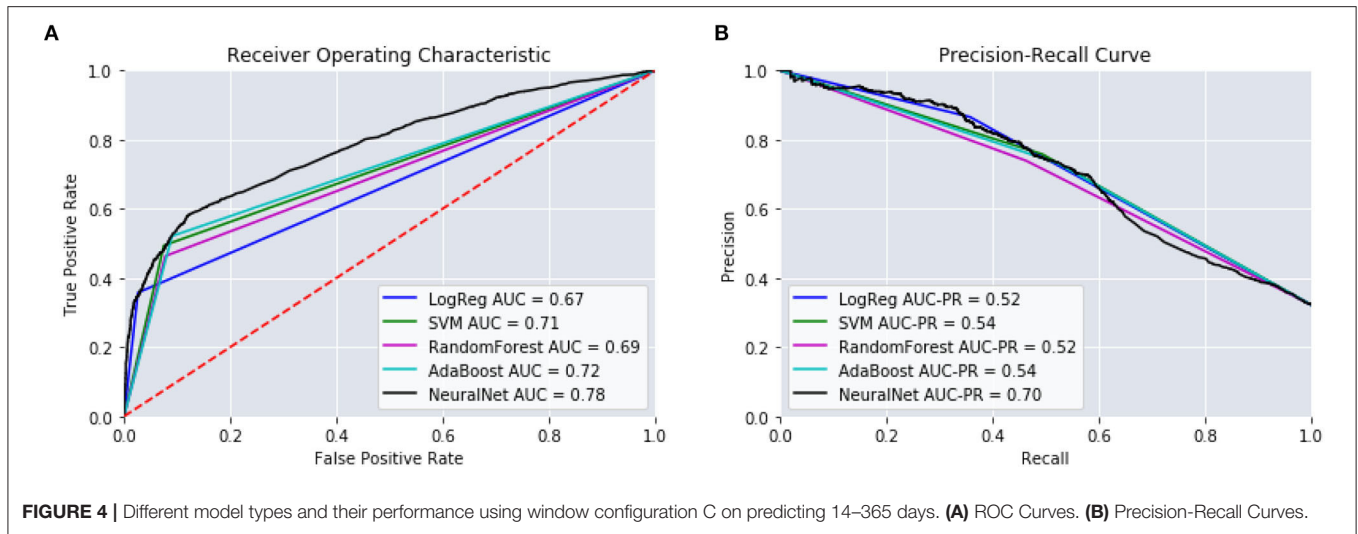 A
Receiver Operating Characteristic
True Positive Rate
1.0
0.8
0.6
0.4
0.2
0.0
0.0 0.2 0.4 0.6 0.8 1.0
False Positive Rate
LogReg AUC = 0.67
SVM AUC = 0.71
RandomForest AUC = 0.69
AdaBoost AUC = 0.72
NeuralNet AUC = 0.78
B
Precision-Recall Curve
Precision
1.0
0.8
0.6
0.4
0.2
0.0
0.0 0.2 0.4 0.6 0.8 1.0
Recall
LogReg AUC-PR = 0.52
SVM AUC-PR = 0.54
RandomForest AUC-PR = 0.52
AdaBoost AUC-PR = 0.54
NeuralNet AUC-PR = 0.70
FIGURE 4 | Different model types and their performance using window configuration C on predicting 14–365 days. (A) ROC Curves. (B) Precision-Recall Curves.